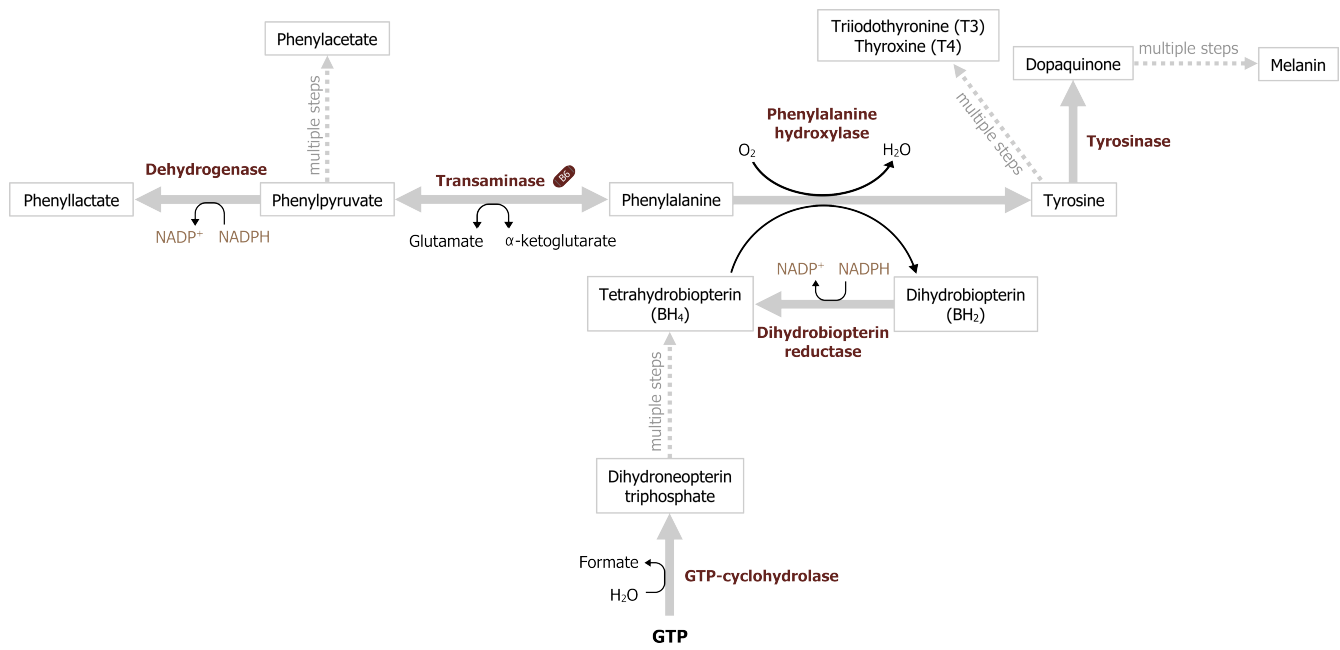 Triiodothyronine (T3)
Thyroxine (T4)
Phenylacetate
Dopaquinone
multiple steps
Melanin
multiple steps
multiple steps
Phenylalanine
hydroxylase
Tyrosinase
O₂
H₂O
Dehydrogenase
Transaminase
B6
Phenyllactate
Phenylpyruvate
Phenylalanine
Tyrosine
NADP⁺
NADPH
Glutamate
α-ketoglutarate
NADP⁺
NADPH
Tetrahydrobiopterin
(BH₄)
Dihydrobiopterin
(BH₂)
Dihydrobiopterin
reductase
multiple steps
Dihydroneopterin
triphosphate
Formate
GTP-cyclohydrolase
H₂O
GTP